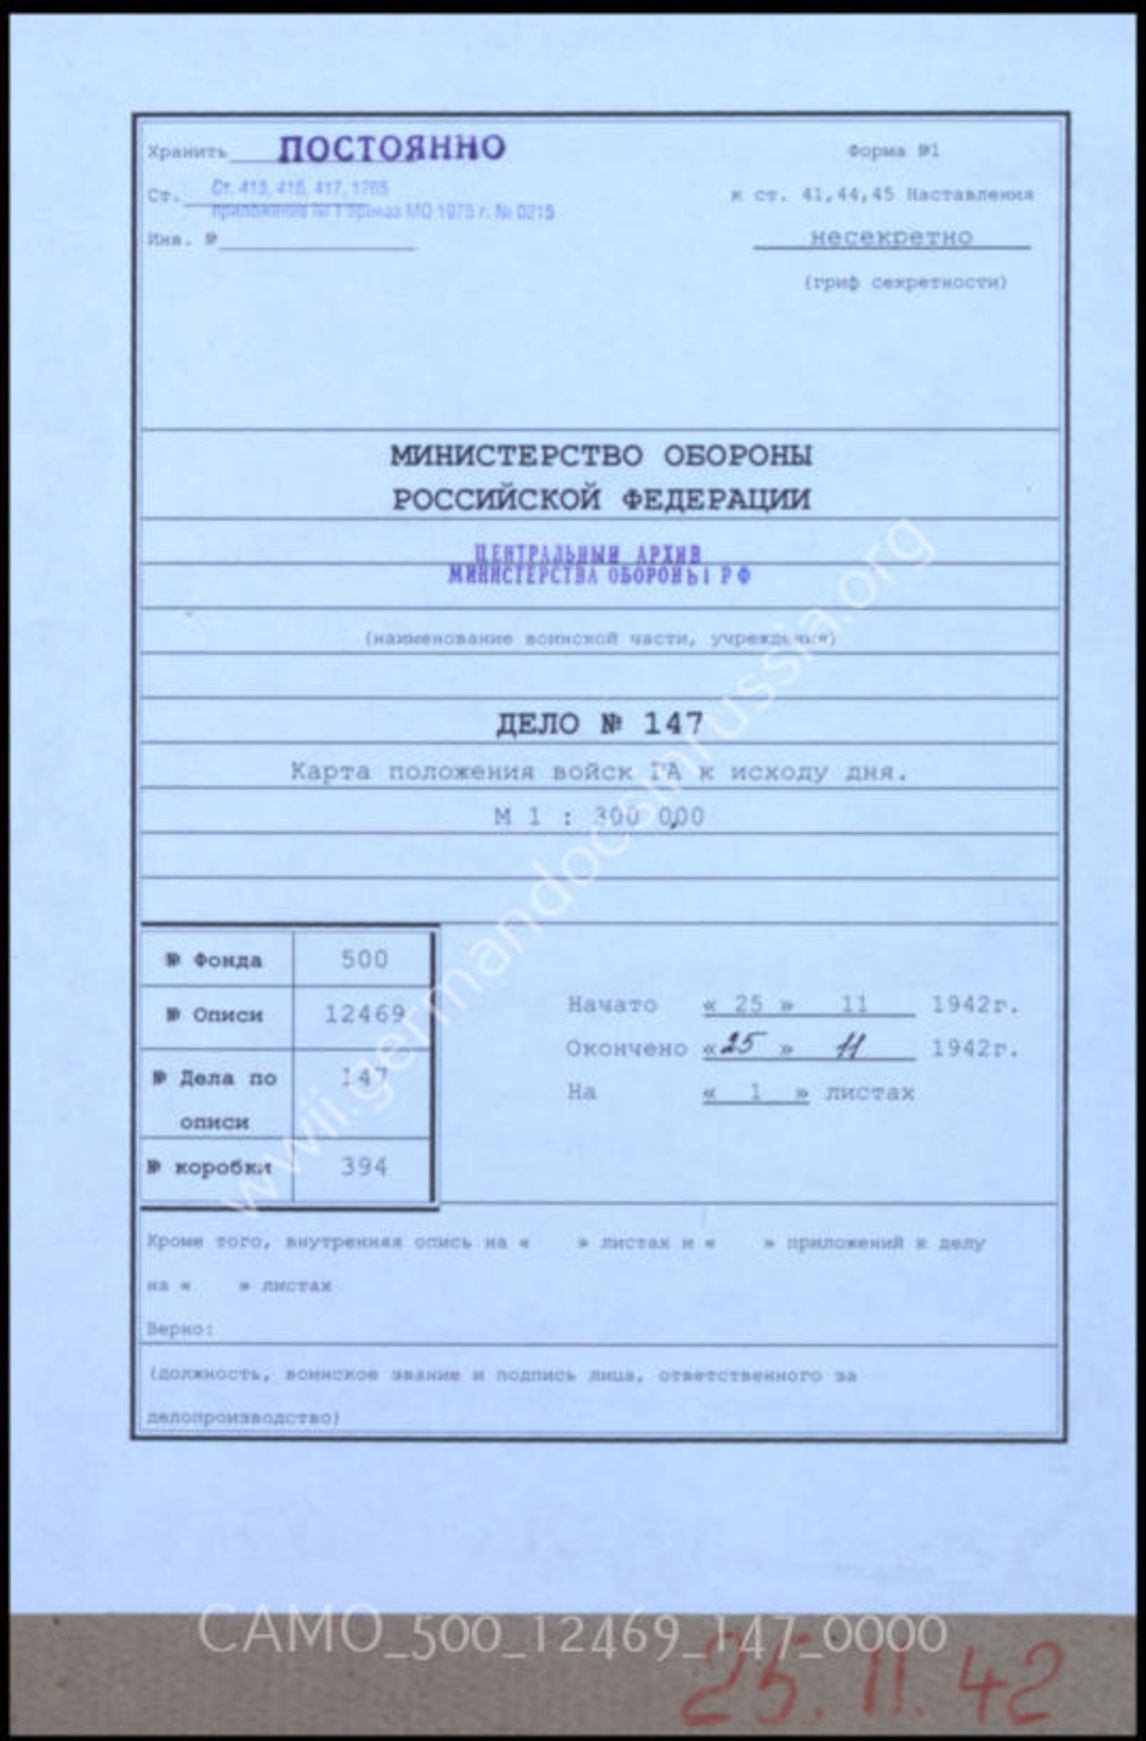 Хранить ПОСТОЯННО
Форма №1
Ст. Ст. 413, 416, 417, 1765
приложения № 1 приказ МО 1975 г. № 0215
к ст. 41,44,45 Наставления
Инв. №
несекретно
(гриф секретности)
МИНИСТЕРСТВО ОБОРОНЫ
РОССИЙСКОЙ ФЕДЕРАЦИИ
ЦЕНТРАЛЬНЫЙ АРХИВ
МИНИСТЕРСТВА ОБОРОНЫ РФ
(наименование воинской части, учреждения)
ДЕЛО № 147
Карта положения войск ГА к исходу дня.
М 1 : 300 000
№ Фонда 500
№ Описи 12469
№ Дела по описи 147
№ коробки 394
Начато « 25 » 11 1942г.
Окончено «25 » 11 1942г.
На « 1 » листах
Кроме того, внутренняя опись на « » листах и « » приложений к делу
на « » листах
Верно:
(должность, воинское звание и подпись лица, ответственного за
делопроизводство)
www.wwii.germandocsinrussia.org
CAMO_500_12469_147_0000
25.11.42